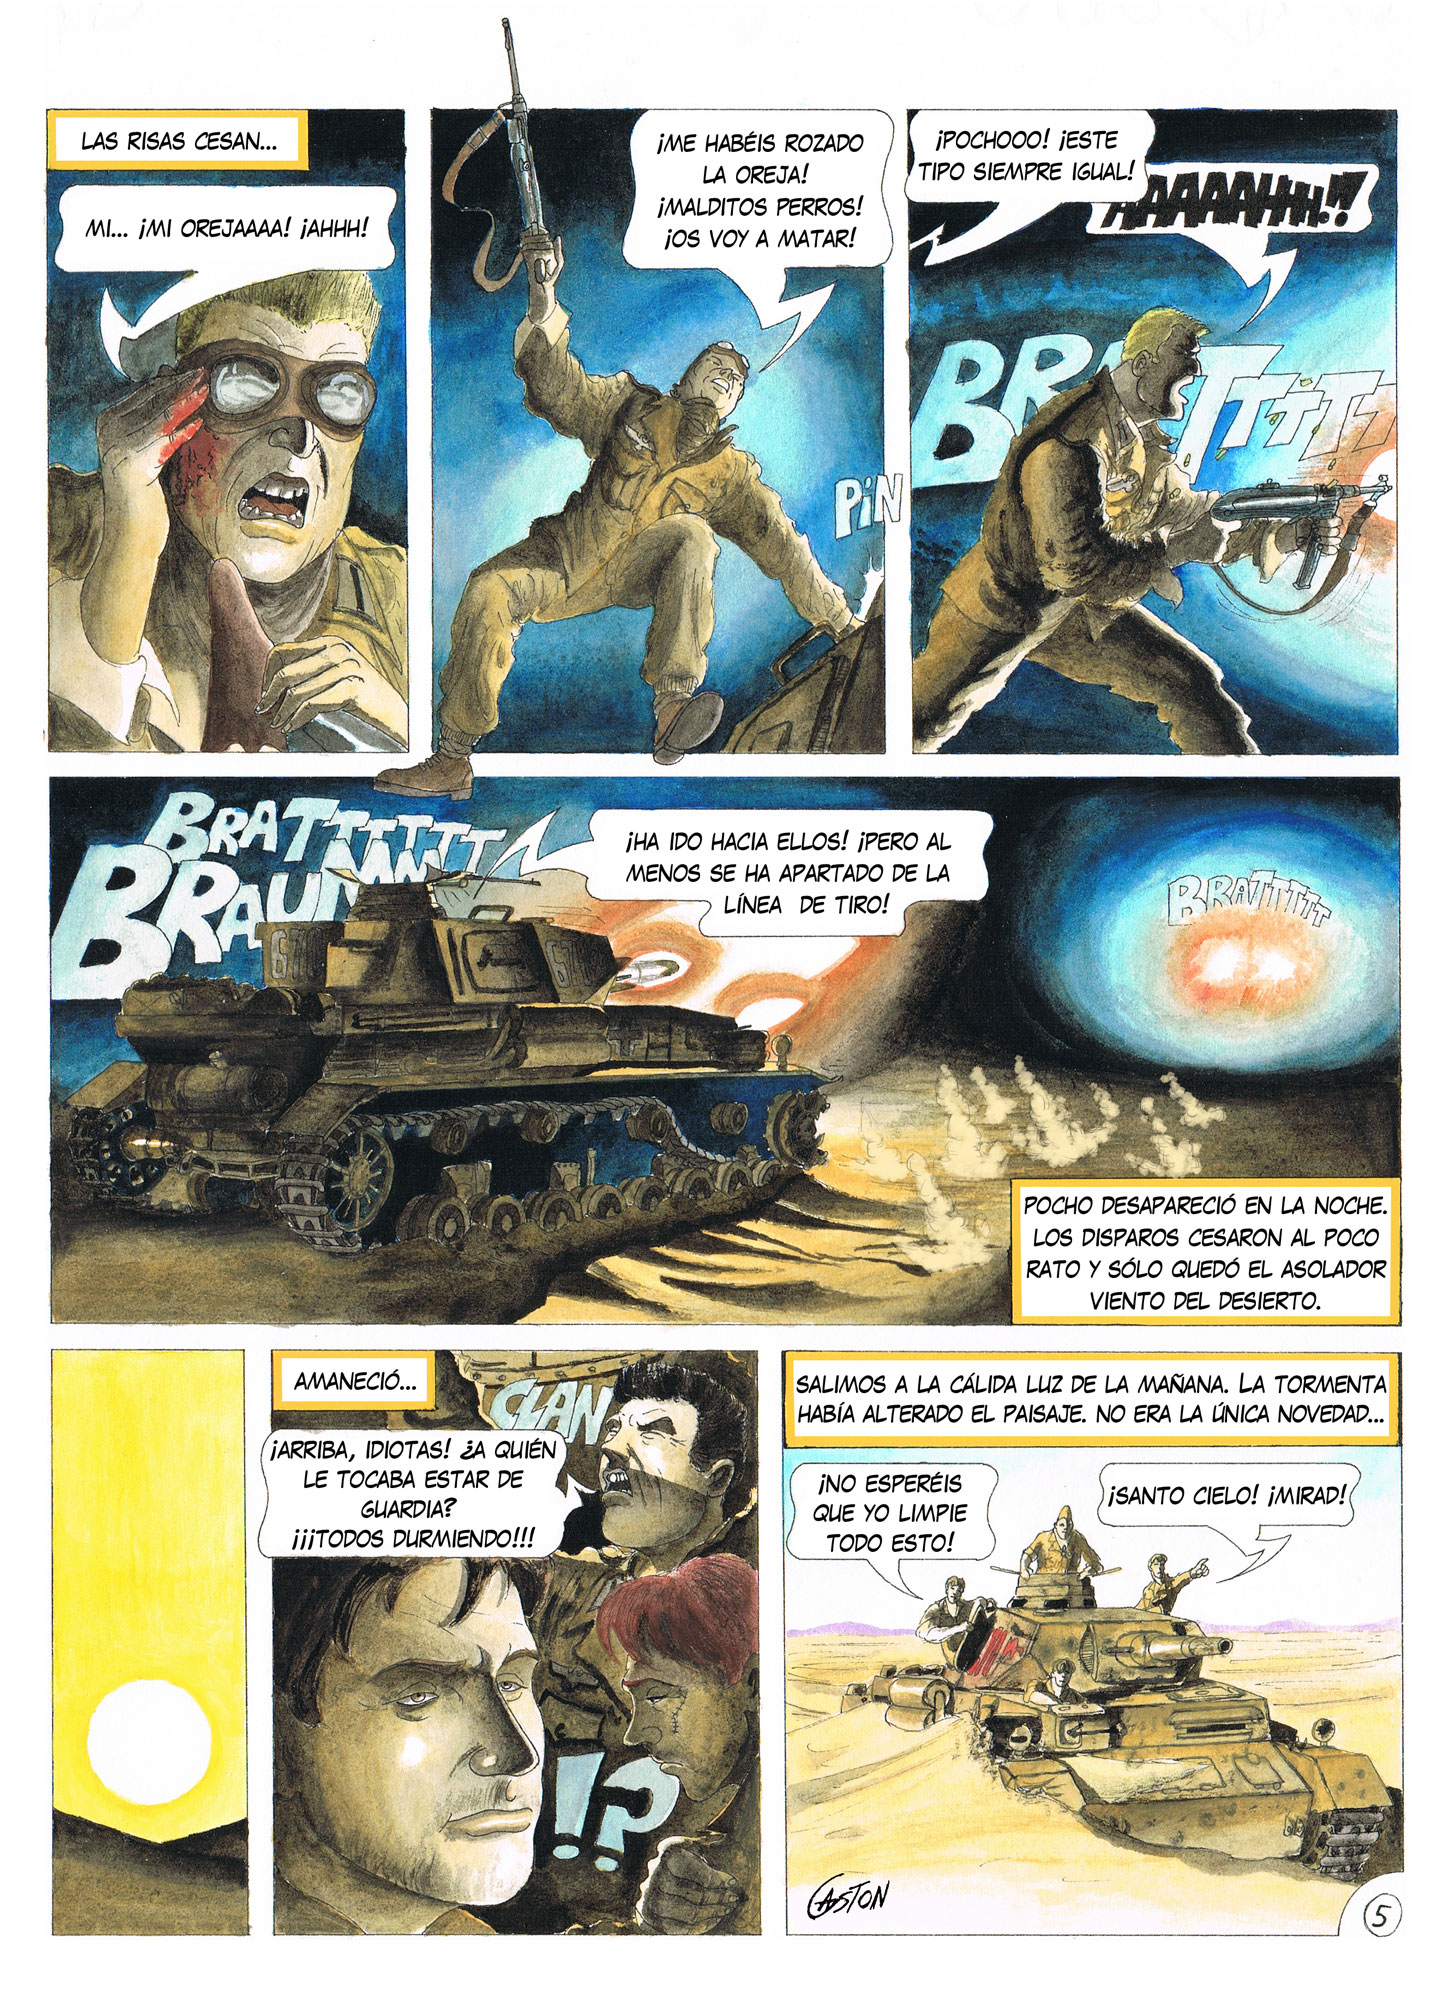 LAS RISAS CESAN...
MI... ¡MI OREJAAAA! ¡AHHH!
¡ME HABÉIS ROZADO
LA OREJA!
¡MALDITOS PERROS!
¡OS VOY A MATAR!
PIN
¡POCHOOO! ¡ESTE
TIPO SIEMPRE IGUAL!
AAAAAAHHH!!
BRATTTTTT
BRATTTTTTT
BRAUMMMM
¡HA IDO HACIA ELLOS! ¡PERO AL
MENOS SE HA APARTADO DE LA
LÍNEA DE TIRO!
BRATTTTTT
POCHO DESAPARECIÓ EN LA NOCHE.
LOS DISPAROS CESARON AL POCO
RATO Y SÓLO QUEDÓ EL ASOLADOR
VIENTO DEL DESIERTO.
AMANECIÓ...
CLAN
¡ARRIBA, IDIOTAS! ¿A QUIÉN
LE TOCABA ESTAR DE
GUARDIA?
¡¡¡TODOS DURMIENDO!!!
!?
SALIMOS A LA CÁLIDA LUZ DE LA MAÑANA. LA TORMENTA
HABÍA ALTERADO EL PAISAJE. NO ERA LA ÚNICA NOVEDAD...
¡NO ESPERÉIS
QUE YO LIMPIE
TODO ESTO!
¡SANTO CIELO! ¡MIRAD!
GASTON
5